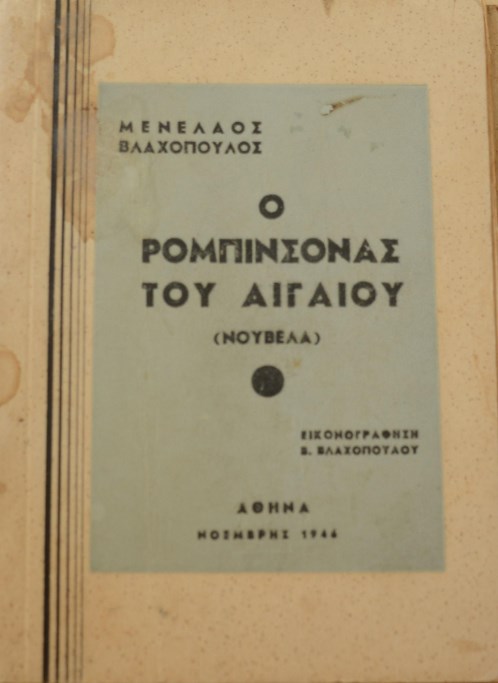 ΜΕΝΕΛΑΟΣ
ΒΛΑΧΟΠΟΥΛΟΣ
Ο
ΡΟΜΠΙΝΣΟΝΑΣ
ΤΟΥ ΑΙΓΑΙΟΥ
(ΝΟΥΒΕΛΑ)
ΕΙΚΟΝΟΓΡΑΦΗΣΗ
Β. ΒΛΑΧΟΠΟΥΛΟΥ
ΑΘΗΝΑ
ΝΟΕΜΒΡΗΣ 1946